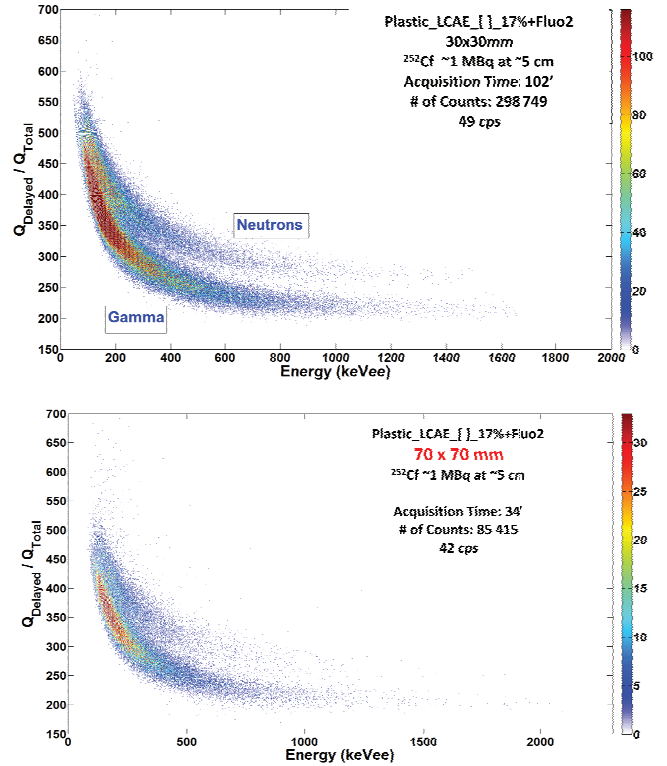 700
650
600
550
500
450
400
350
300
250
200
150
Q Delayed / Q Total
Plastic_LCAE_[ ]_17%+Fluo2
30x30mm
252Cf ~1 MBq at ~5 cm
Acquisition Time: 102'
# of Counts: 298 749
49 cps
Neutrons
Gamma
0 200 400 600 800 1000 1200 1400 1600 1800 2000
Energy (keVee)
100
80
60
40
20
0
700
650
600
550
500
450
400
350
300
250
200
150
Q Delayed / Q Total
Plastic_LCAE_[ ]_17%+Fluo2
70 x 70 mm
252Cf ~1 MBq at ~5 cm
Acquisition Time: 34'
# of Counts: 85 415
42 cps
0 500 1000 1500 2000
Energy (keVee)
30
25
20
15
10
5
0